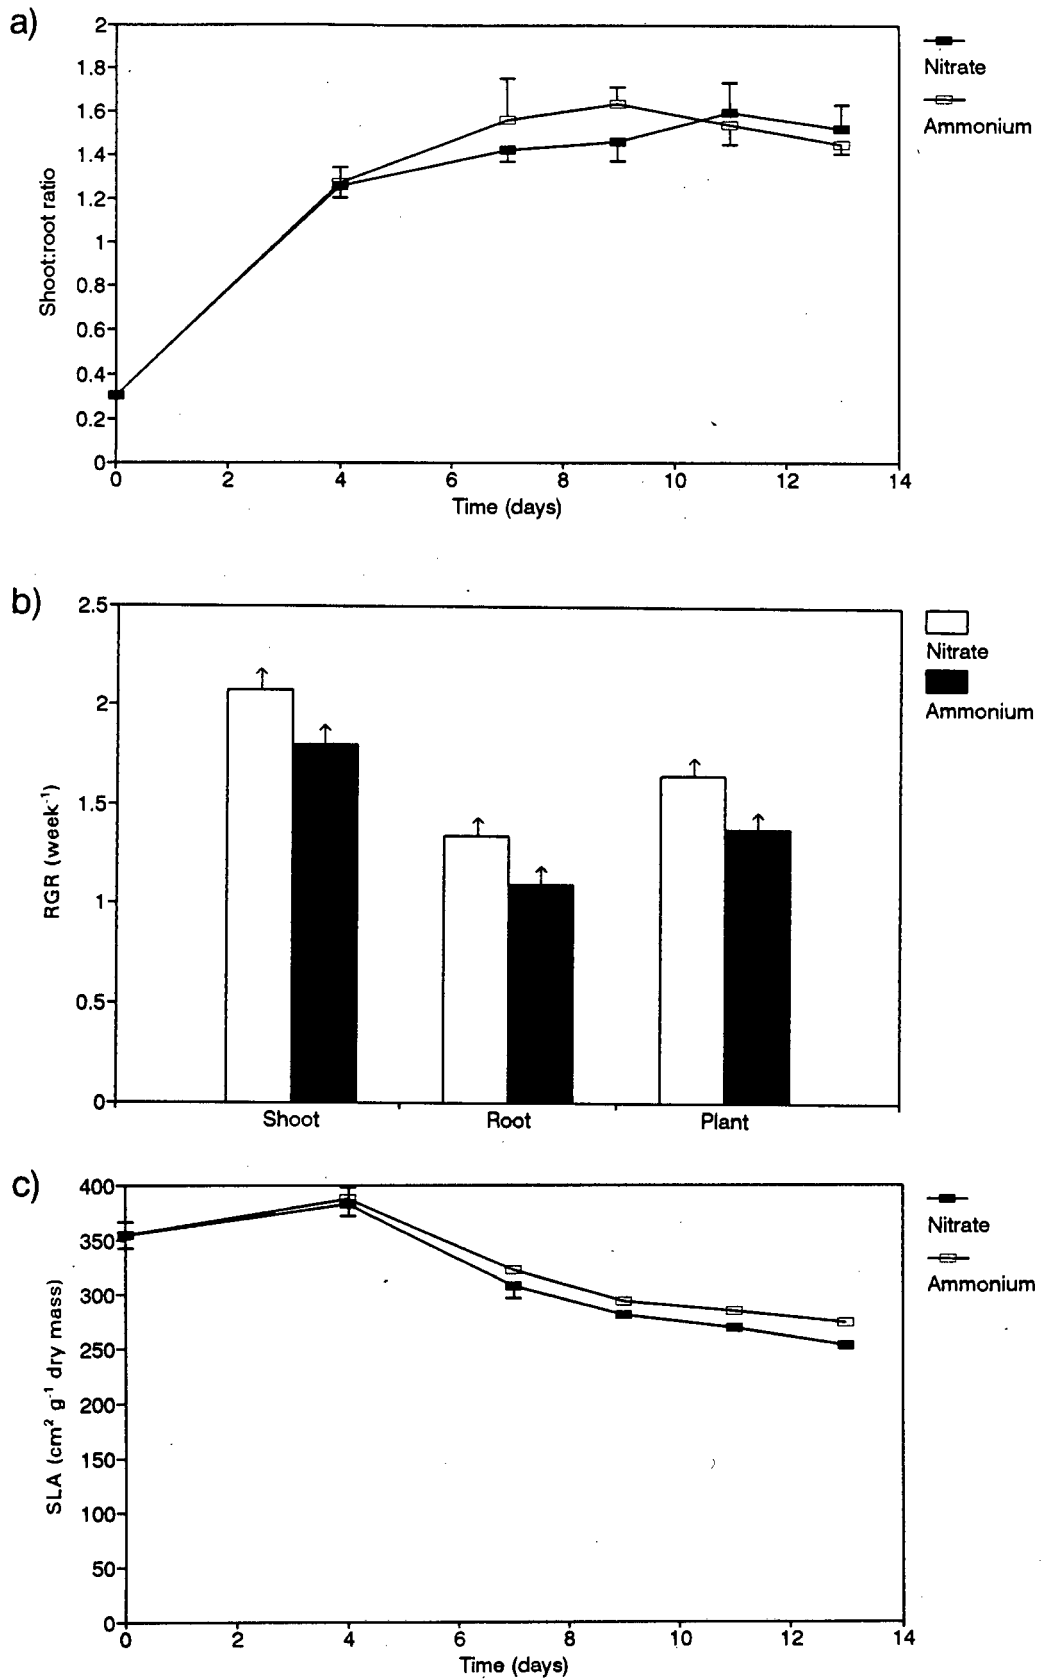 a)
2
1.8
1.6
1.4
1.2
1
0.8
0.6
0.4
0.2
0
Shoot:root ratio
0 2 4 6 8 10 12 14
Time (days)
Nitrate
Ammonium
b)
2.5
2
1.5
1
0.5
0
RGR (week⁻¹)
Shoot Root Plant
Nitrate
Ammonium
c)
400
350
300
250
200
150
100
50
0
SLA (cm² g⁻¹ dry mass)
0 2 4 6 8 10 12 14
Time (days)
Nitrate
Ammonium